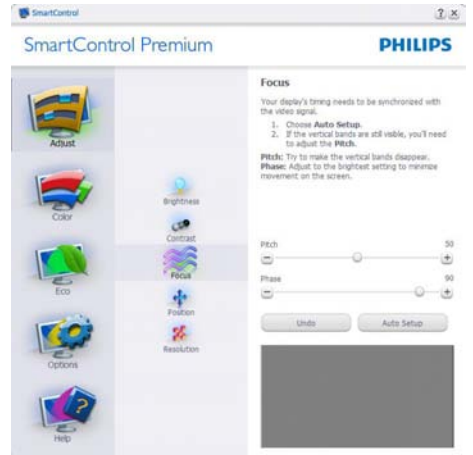 SmartControl
? ×
SmartControl Premium
PHILIPS
Adjust
Color
Eco
Options
Help
Brightness
Contrast
Focus
Position
Resolution
Focus
Your display's timing needs to be synchronized with
the video signal.
1. Choose Auto Setup.
2. If the vertical bands are still visible, you'll need
to adjust the Pitch.
Pitch: Try to make the vertical bands disappear.
Phase: Adjust to the brightest setting to minimize
movement on the screen.
Pitch 50
Phase 90
Undo Auto Setup